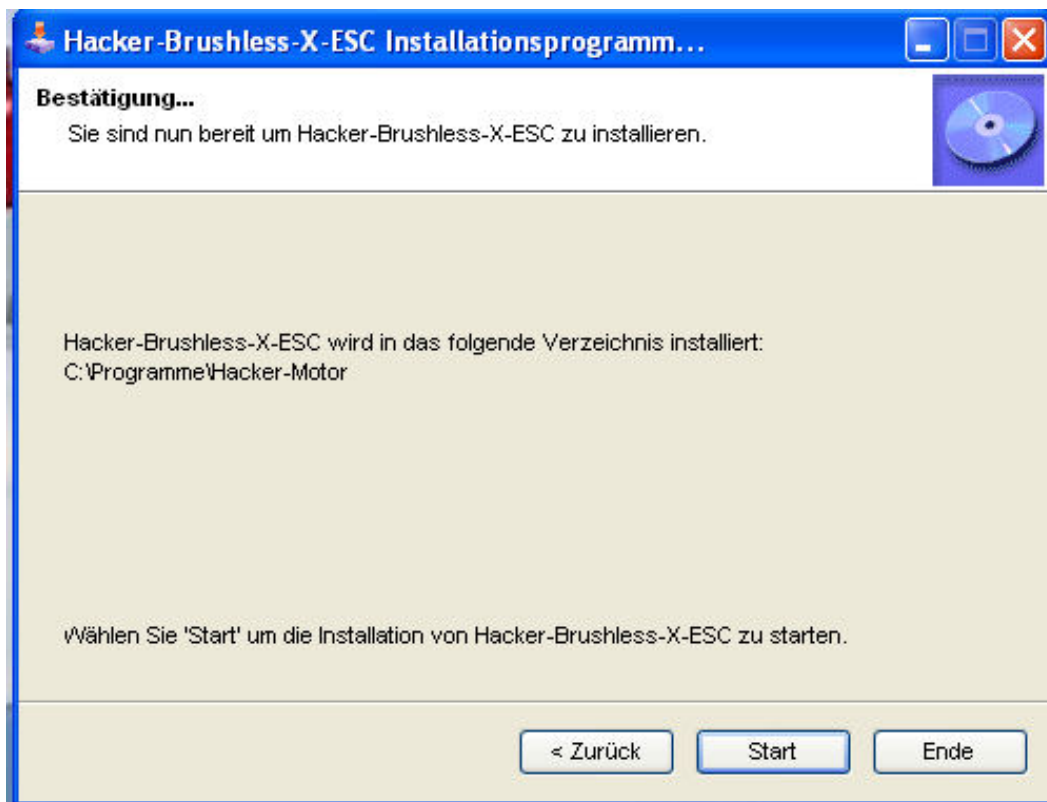 Hacker-Brushless-X-ESC Installationsprogramm...
Bestätigung...
Sie sind nun bereit um Hacker-Brushless-X-ESC zu installieren.
Hacker-Brushless-X-ESC wird in das folgende Verzeichnis installiert:
C:\Programme\Hacker-Motor
Wählen Sie 'Start' um die Installation von Hacker-Brushless-X-ESC zu starten.
< Zurück
Start
Ende